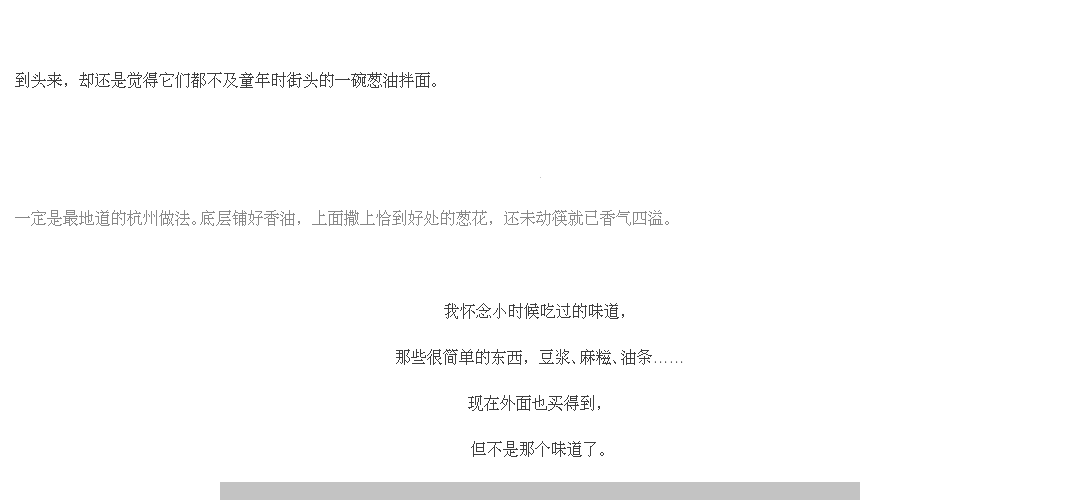 到头来，却还是觉得它们都不及童年时街头的一碗葱油拌面。
一定是最地道的杭州做法。底层铺好香油，上面撒上恰到好处的葱花，还未动筷就已香气四溢。
我怀念小时候吃过的味道，
那些很简单的东西，豆浆、麻糍、油条……
现在外面也买得到，
但不是那个味道了。